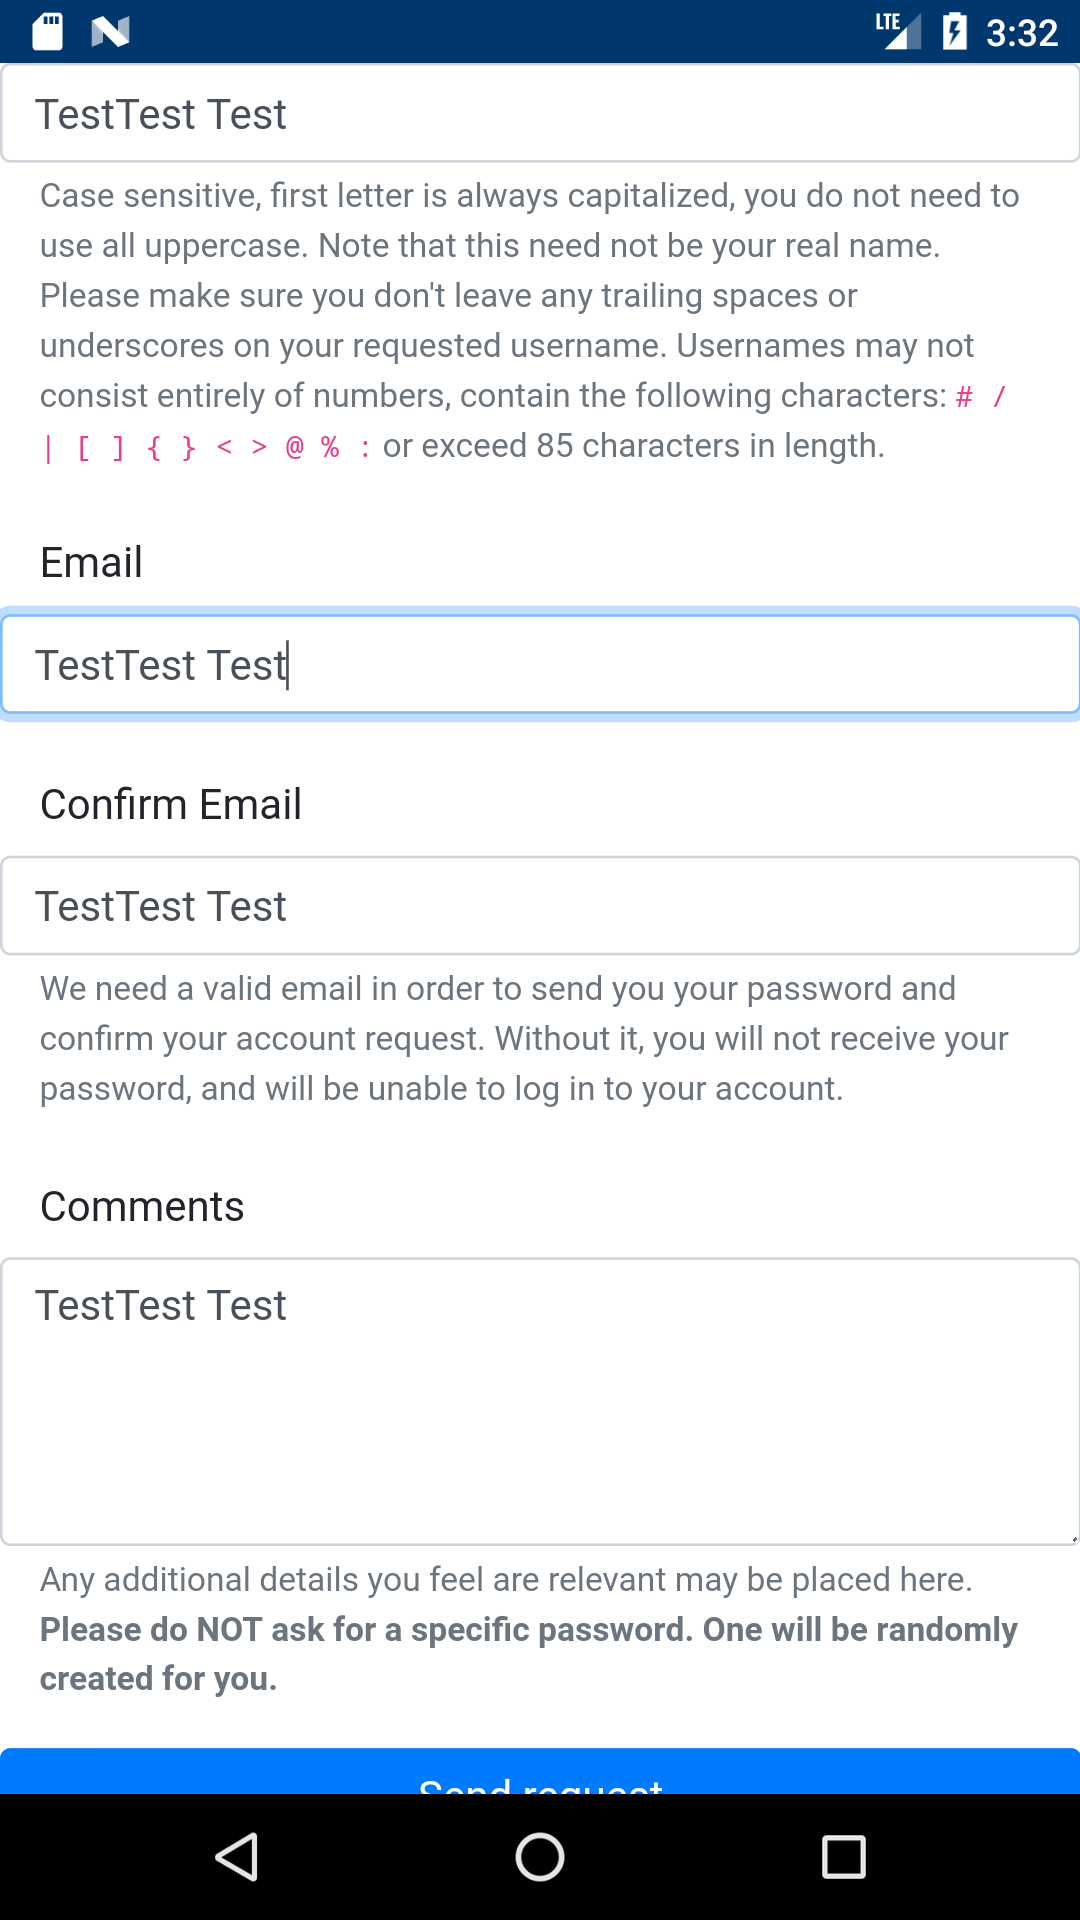 LTE 3:32
TestTest Test
Case sensitive, first letter is always capitalized, you do not need to
use all uppercase. Note that this need not be your real name.
Please make sure you don't leave any trailing spaces or
underscores on your requested username. Usernames may not
consist entirely of numbers, contain the following characters: # /
| [ ] { } < > @ % : or exceed 85 characters in length.
Email
TestTest Test
Confirm Email
TestTest Test
We need a valid email in order to send you your password and
confirm your account request. Without it, you will not receive your
password, and will be unable to log in to your account.
Comments
TestTest Test
Any additional details you feel are relevant may be placed here.
Please do NOT ask for a specific password. One will be randomly
created for you.
Send request